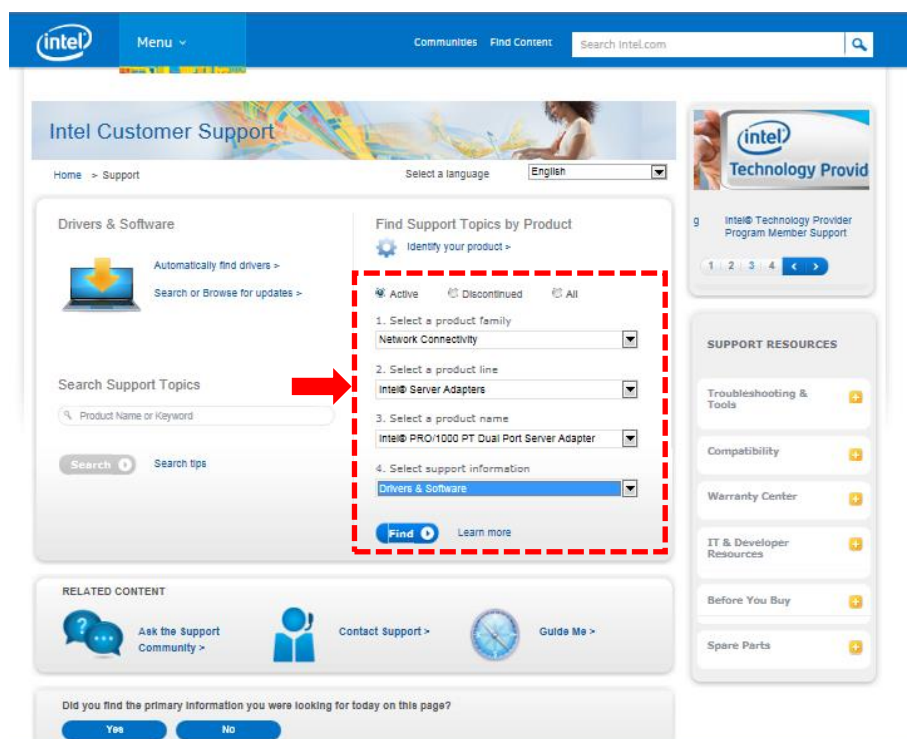 intel
Menu
Communities Find Content Search Intel.com
Intel Customer Support
Home > Support
Select a language English
Drivers & Software
Automatically find drivers >
Search or Browse for updates >
Search Support Topics
Product Name or Keyword
Search
Search tips
Find Support Topics by Product
Identify your product >
Active Discontinued All
1. Select a product family
Network Connectivity
2. Select a product line
Intel® Server Adapters
3. Select a product name
Intel® PRO/1000 PT Dual Port Server Adapter
4. Select support information
Drivers & Software
Find Learn more
intel
Technology Provid
g Intel® Technology Provider
Program Member Support
1 2 3 4 < >
SUPPORT RESOURCES
Troubleshooting &
Tools
Compatibility
Warranty Center
IT & Developer
Resources
Before You Buy
Spare Parts
RELATED CONTENT
Ask the Support
Community >
Contact Support >
Guide Me >
Did you find the primary information you were looking for today on this page?
Yes No